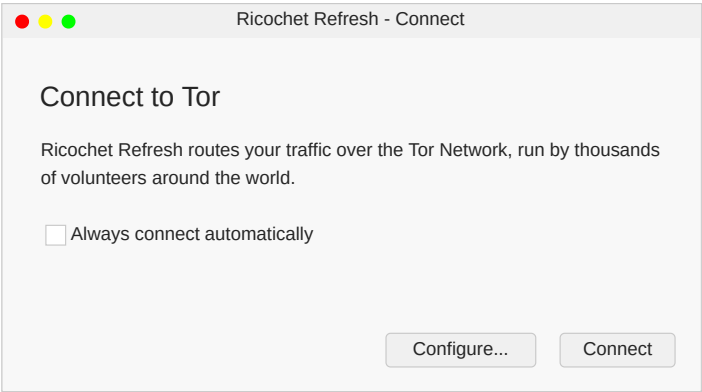 Ricochet Refresh - Connect
Connect to Tor
Ricochet Refresh routes your traffic over the Tor Network, run by thousands
of volunteers around the world.
Always connect automatically
Configure... Connect